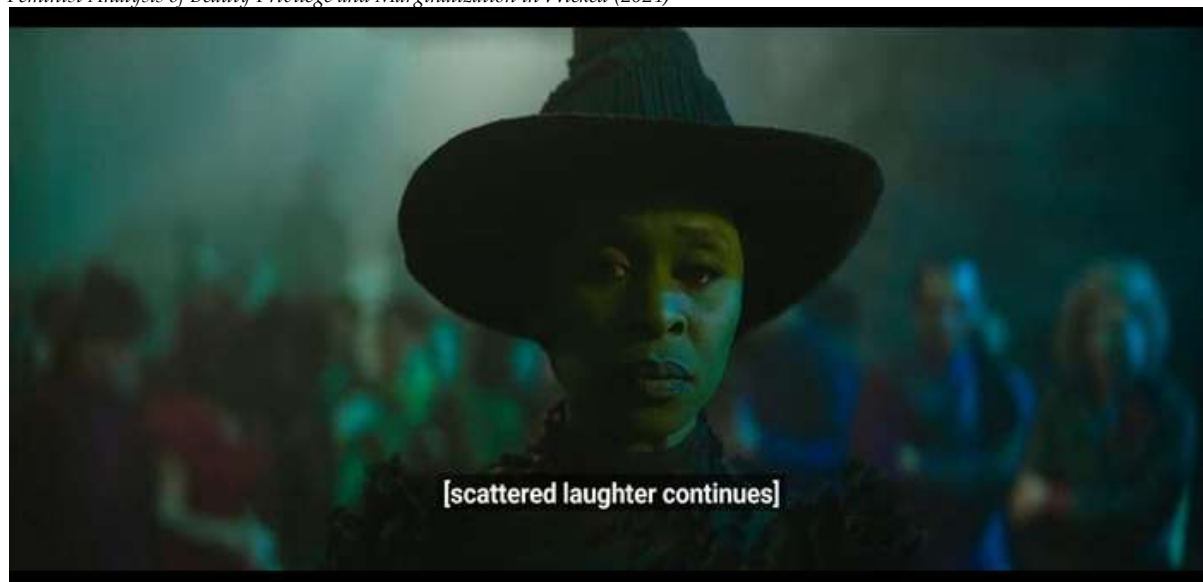 Feminist Analysis of Beauty Privilege and Marginalization in Wicked (2024)
[scattered laughter continues]